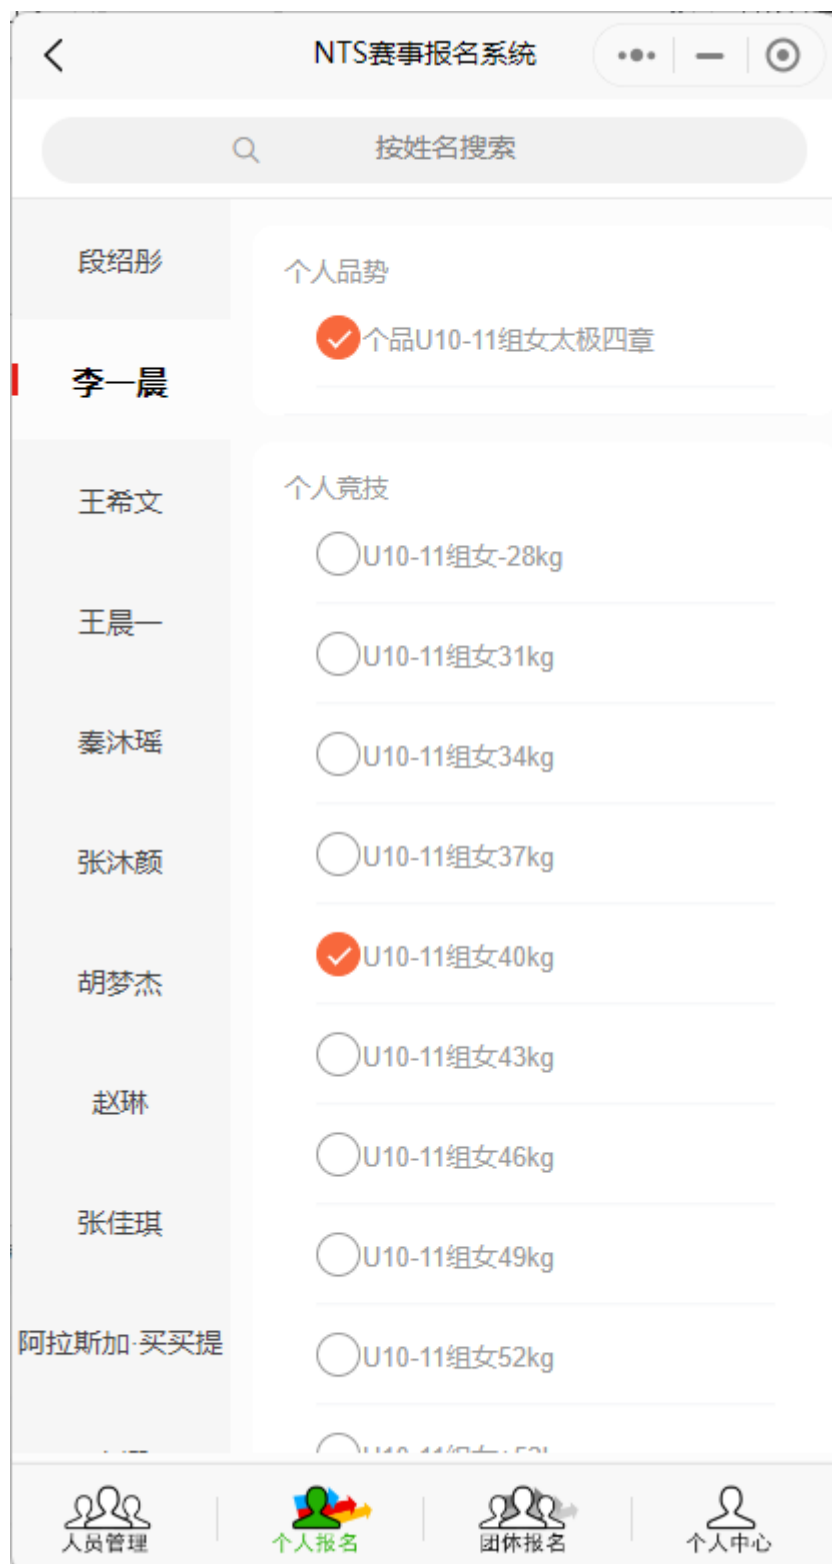 NTS赛事报名系统
按姓名搜索
段绍彤
李一晨
王希文
王晨一
秦沐瑶
张沐颜
胡梦杰
赵琳
张佳琪
阿拉斯加·买买提
个人品势
个品U10-11组女太极四章
个人竞技
U10-11组女-28kg
U10-11组女31kg
U10-11组女34kg
U10-11组女37kg
U10-11组女40kg
U10-11组女43kg
U10-11组女46kg
U10-11组女49kg
U10-11组女52kg
人员管理
个人报名
团体报名
个人中心